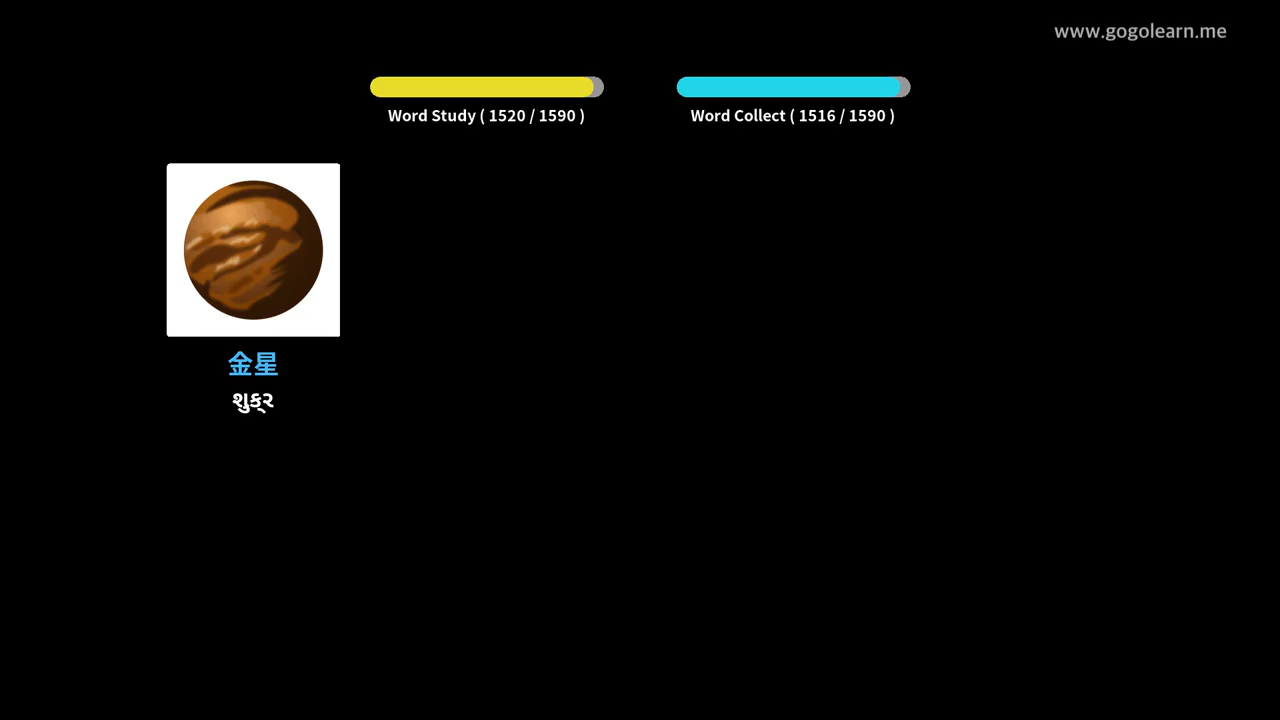 www.gogolearn.me
Word Study ( 1520 / 1590 )
Word Collect ( 1516 / 1590 )
金星
શુક્ર